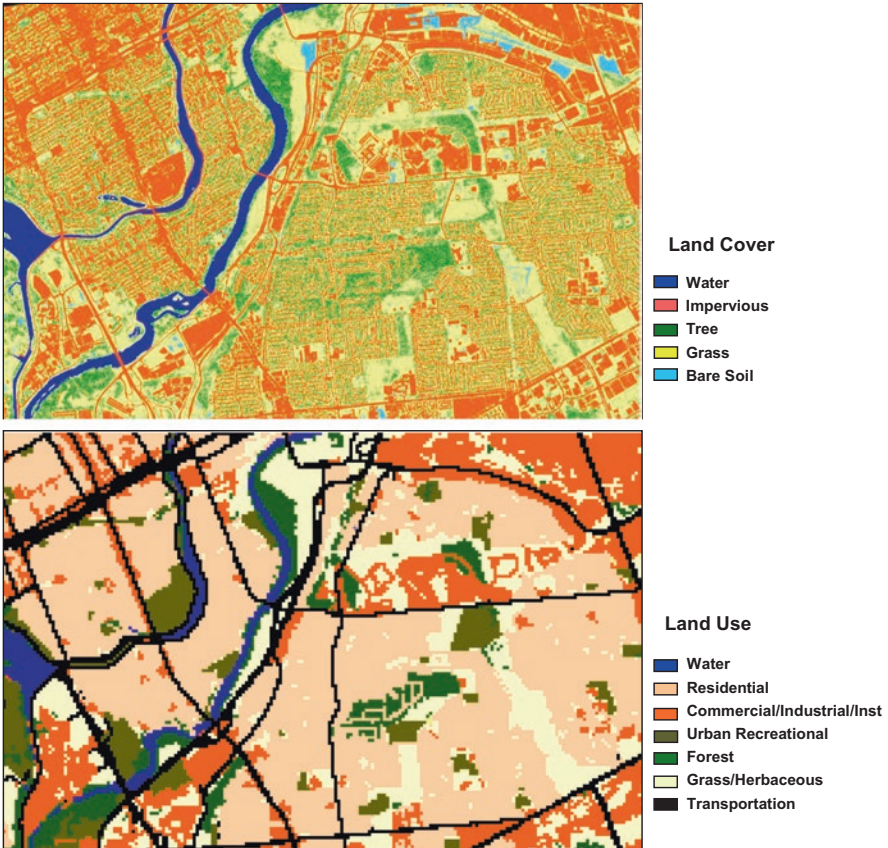 Land Cover
Water
Impervious
Tree
Grass
Bare Soil
Land Use
Water
Residential
Commercial/Industrial/Inst
Urban Recreational
Forest
Grass/Herbaceous
Transportation